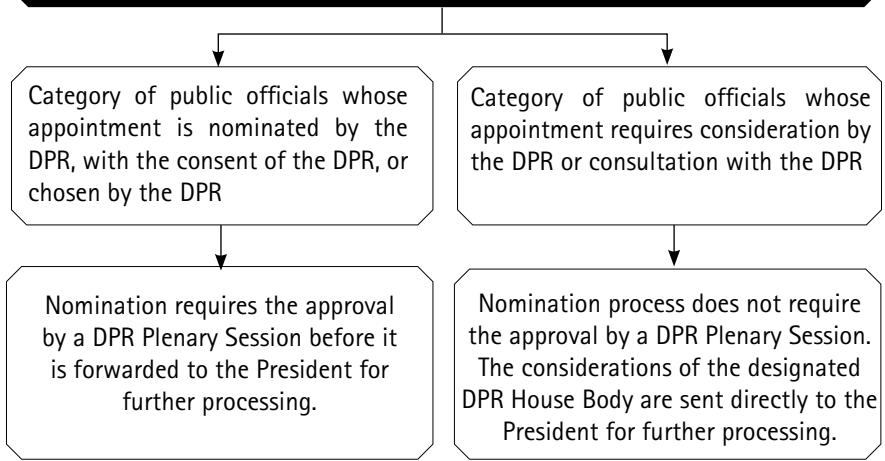 Category of public officials whose
appointment is nominated by the
DPR, with the consent of the DPR, or
chosen by the DPR
Category of public officials whose
appointment requires consideration by
the DPR or consultation with the DPR
Nomination requires the approval
by a DPR Plenary Session before it
is forwarded to the President for
further processing.
Nomination process does not require
the approval by a DPR Plenary Session.
The considerations of the designated
DPR House Body are sent directly to the
President for further processing.